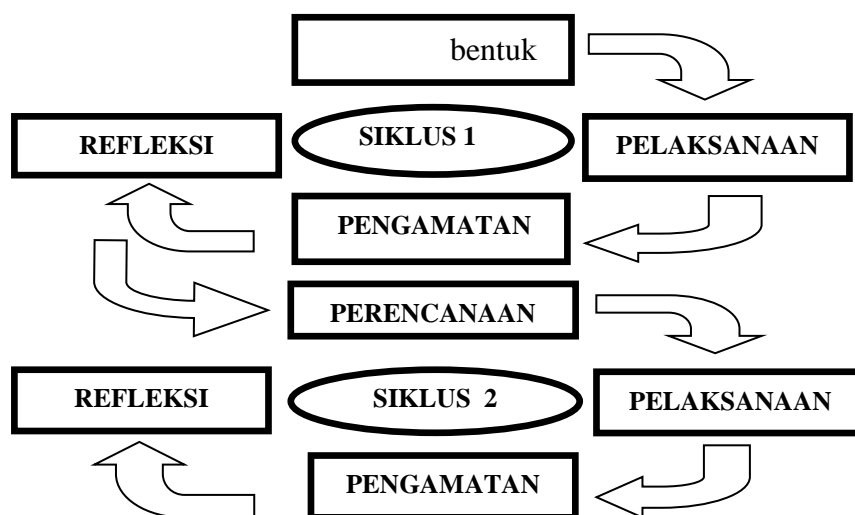 bentuk
REFLEKSI
SIKLUS 1
PELAKSANAAN
PENGAMATAN
PERENCANAAN
REFLEKSI
SIKLUS 2
PELAKSANAAN
PENGAMATAN